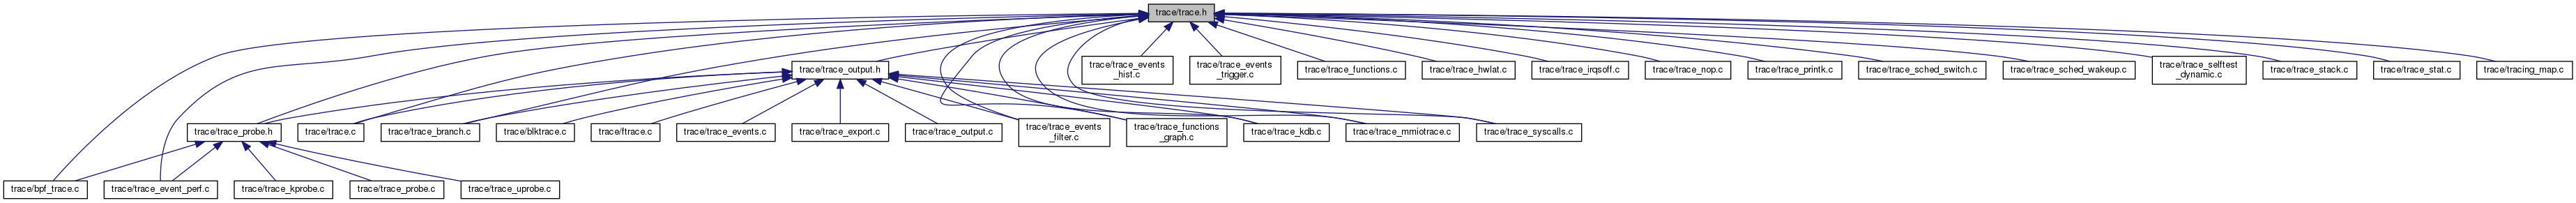 trace/trace.h
trace/trace_output.h
trace/trace_events
_hist.c
trace/trace_events
_trigger.c
trace/trace_functions.c
trace/trace_hwlat.c
trace/trace_irqsoff.c
trace/trace_nop.c
trace/trace_printk.c
trace/trace_sched_switch.c
trace/trace_sched_wakeup.c
trace/trace_selftest
_dynamic.c
trace/trace_stack.c
trace/trace_stat.c
trace/tracing_map.c
trace/trace_probe.h
trace/trace.c
trace/trace_branch.c
trace/blktrace.c
trace/ftrace.c
trace/trace_events.c
trace/trace_export.c
trace/trace_output.c
trace/trace_events
_filter.c
trace/trace_functions
_graph.c
trace/trace_kdb.c
trace/trace_mmiotrace.c
trace/trace_syscalls.c
trace/bpf_trace.c
trace/trace_event_perf.c
trace/trace_kprobe.c
trace/trace_probe.c
trace/trace_uprobe.c